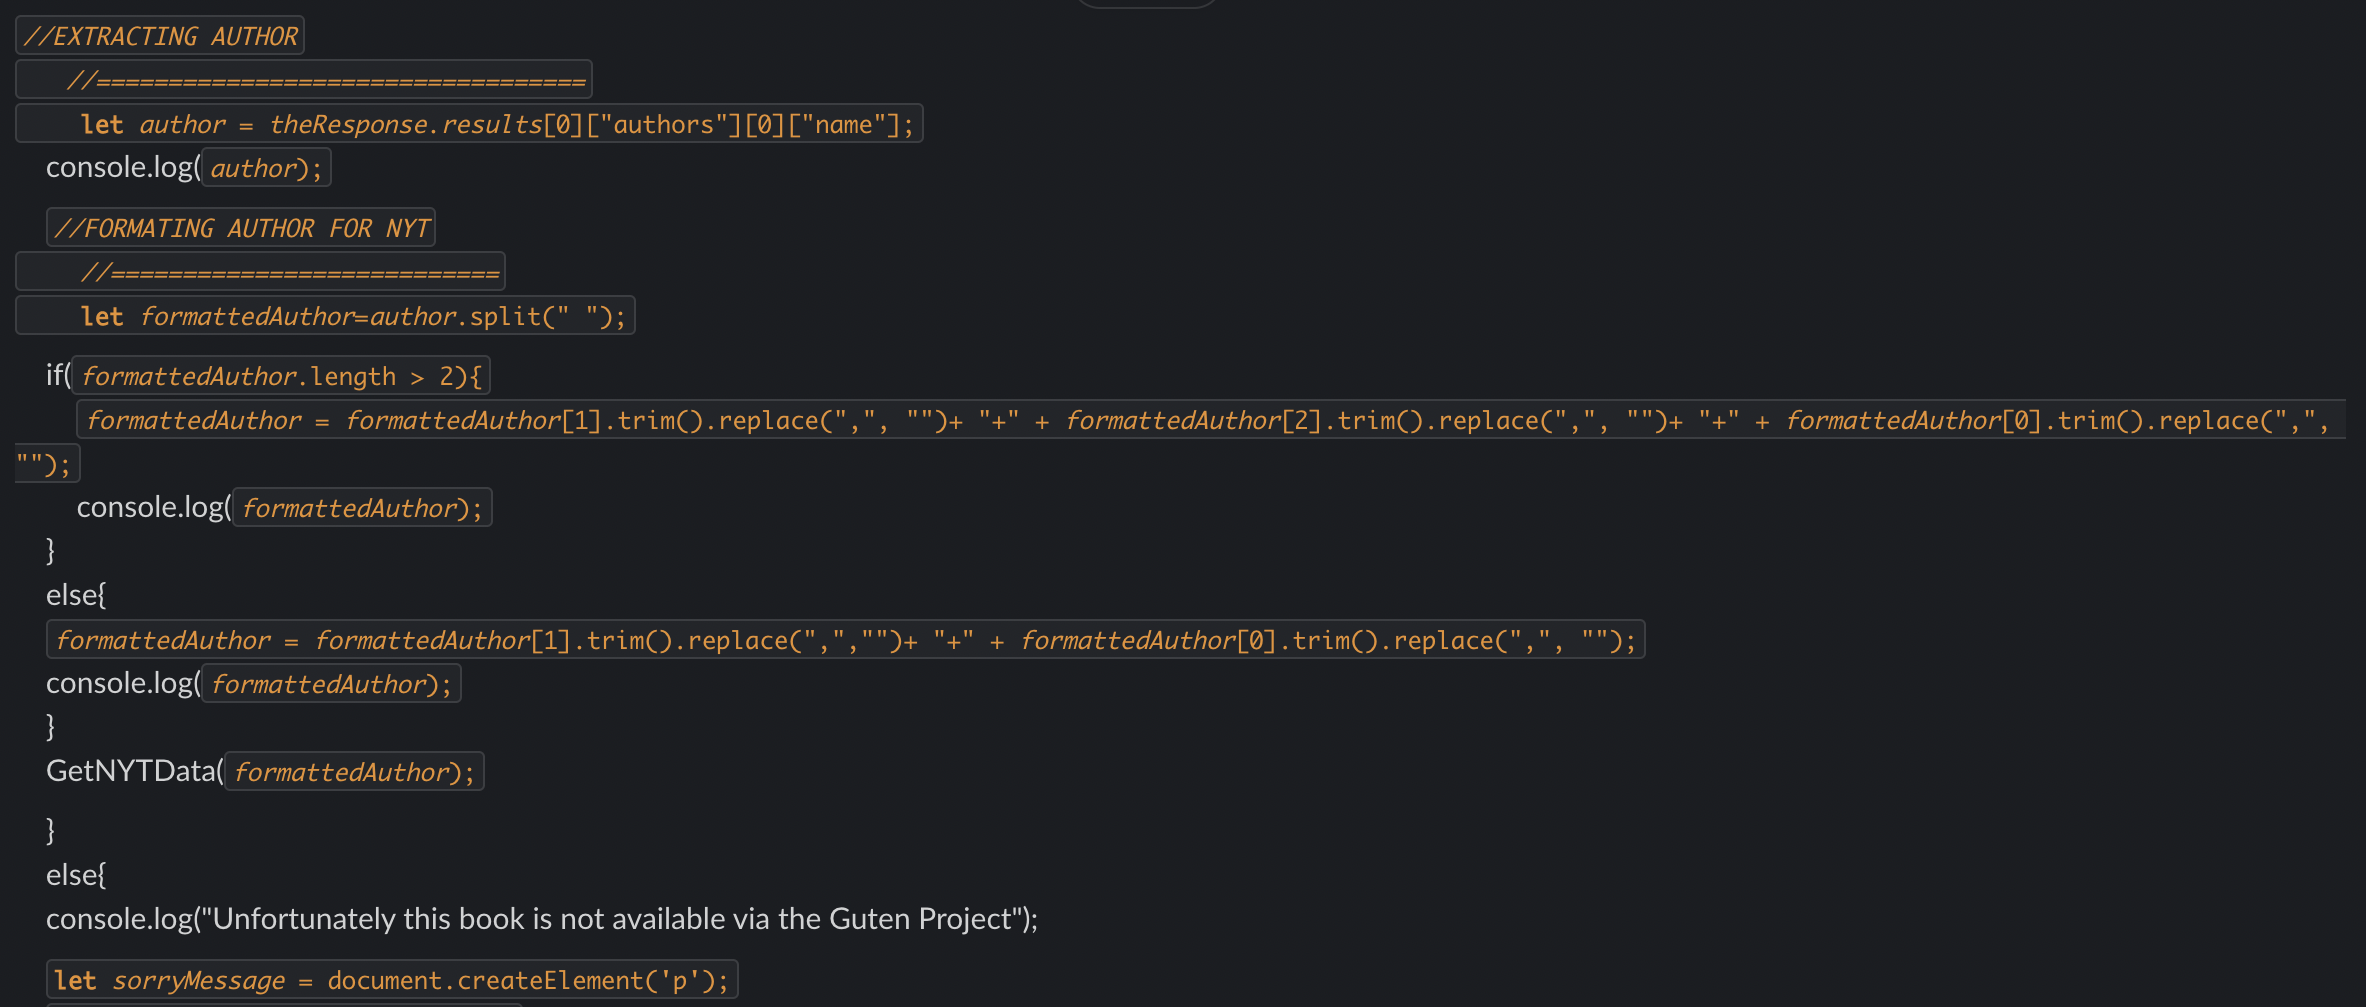 //EXTRACTING AUTHOR
//==================================
let author = theResponse.results[0]["authors"][0]["name"];
console.log(author);
//FORMATING AUTHOR FOR NYT
//===========================
let formattedAuthor=author.split(" ");
if(formattedAuthor.length > 2){
formattedAuthor = formattedAuthor[1].trim().replace(",", "")+ "+" + formattedAuthor[2].trim().replace(",", "")+ "+" + formattedAuthor[0].trim().replace(",",
"");
console.log(formattedAuthor);
}
else{
formattedAuthor = formattedAuthor[1].trim().replace(",","")+ "+" + formattedAuthor[0].trim().replace(",", "");
console.log(formattedAuthor);
}
GetNYTData(formattedAuthor);
}
else{
console.log("Unfortunately this book is not available via the Guten Project");
let sorryMessage = document.createElement('p');